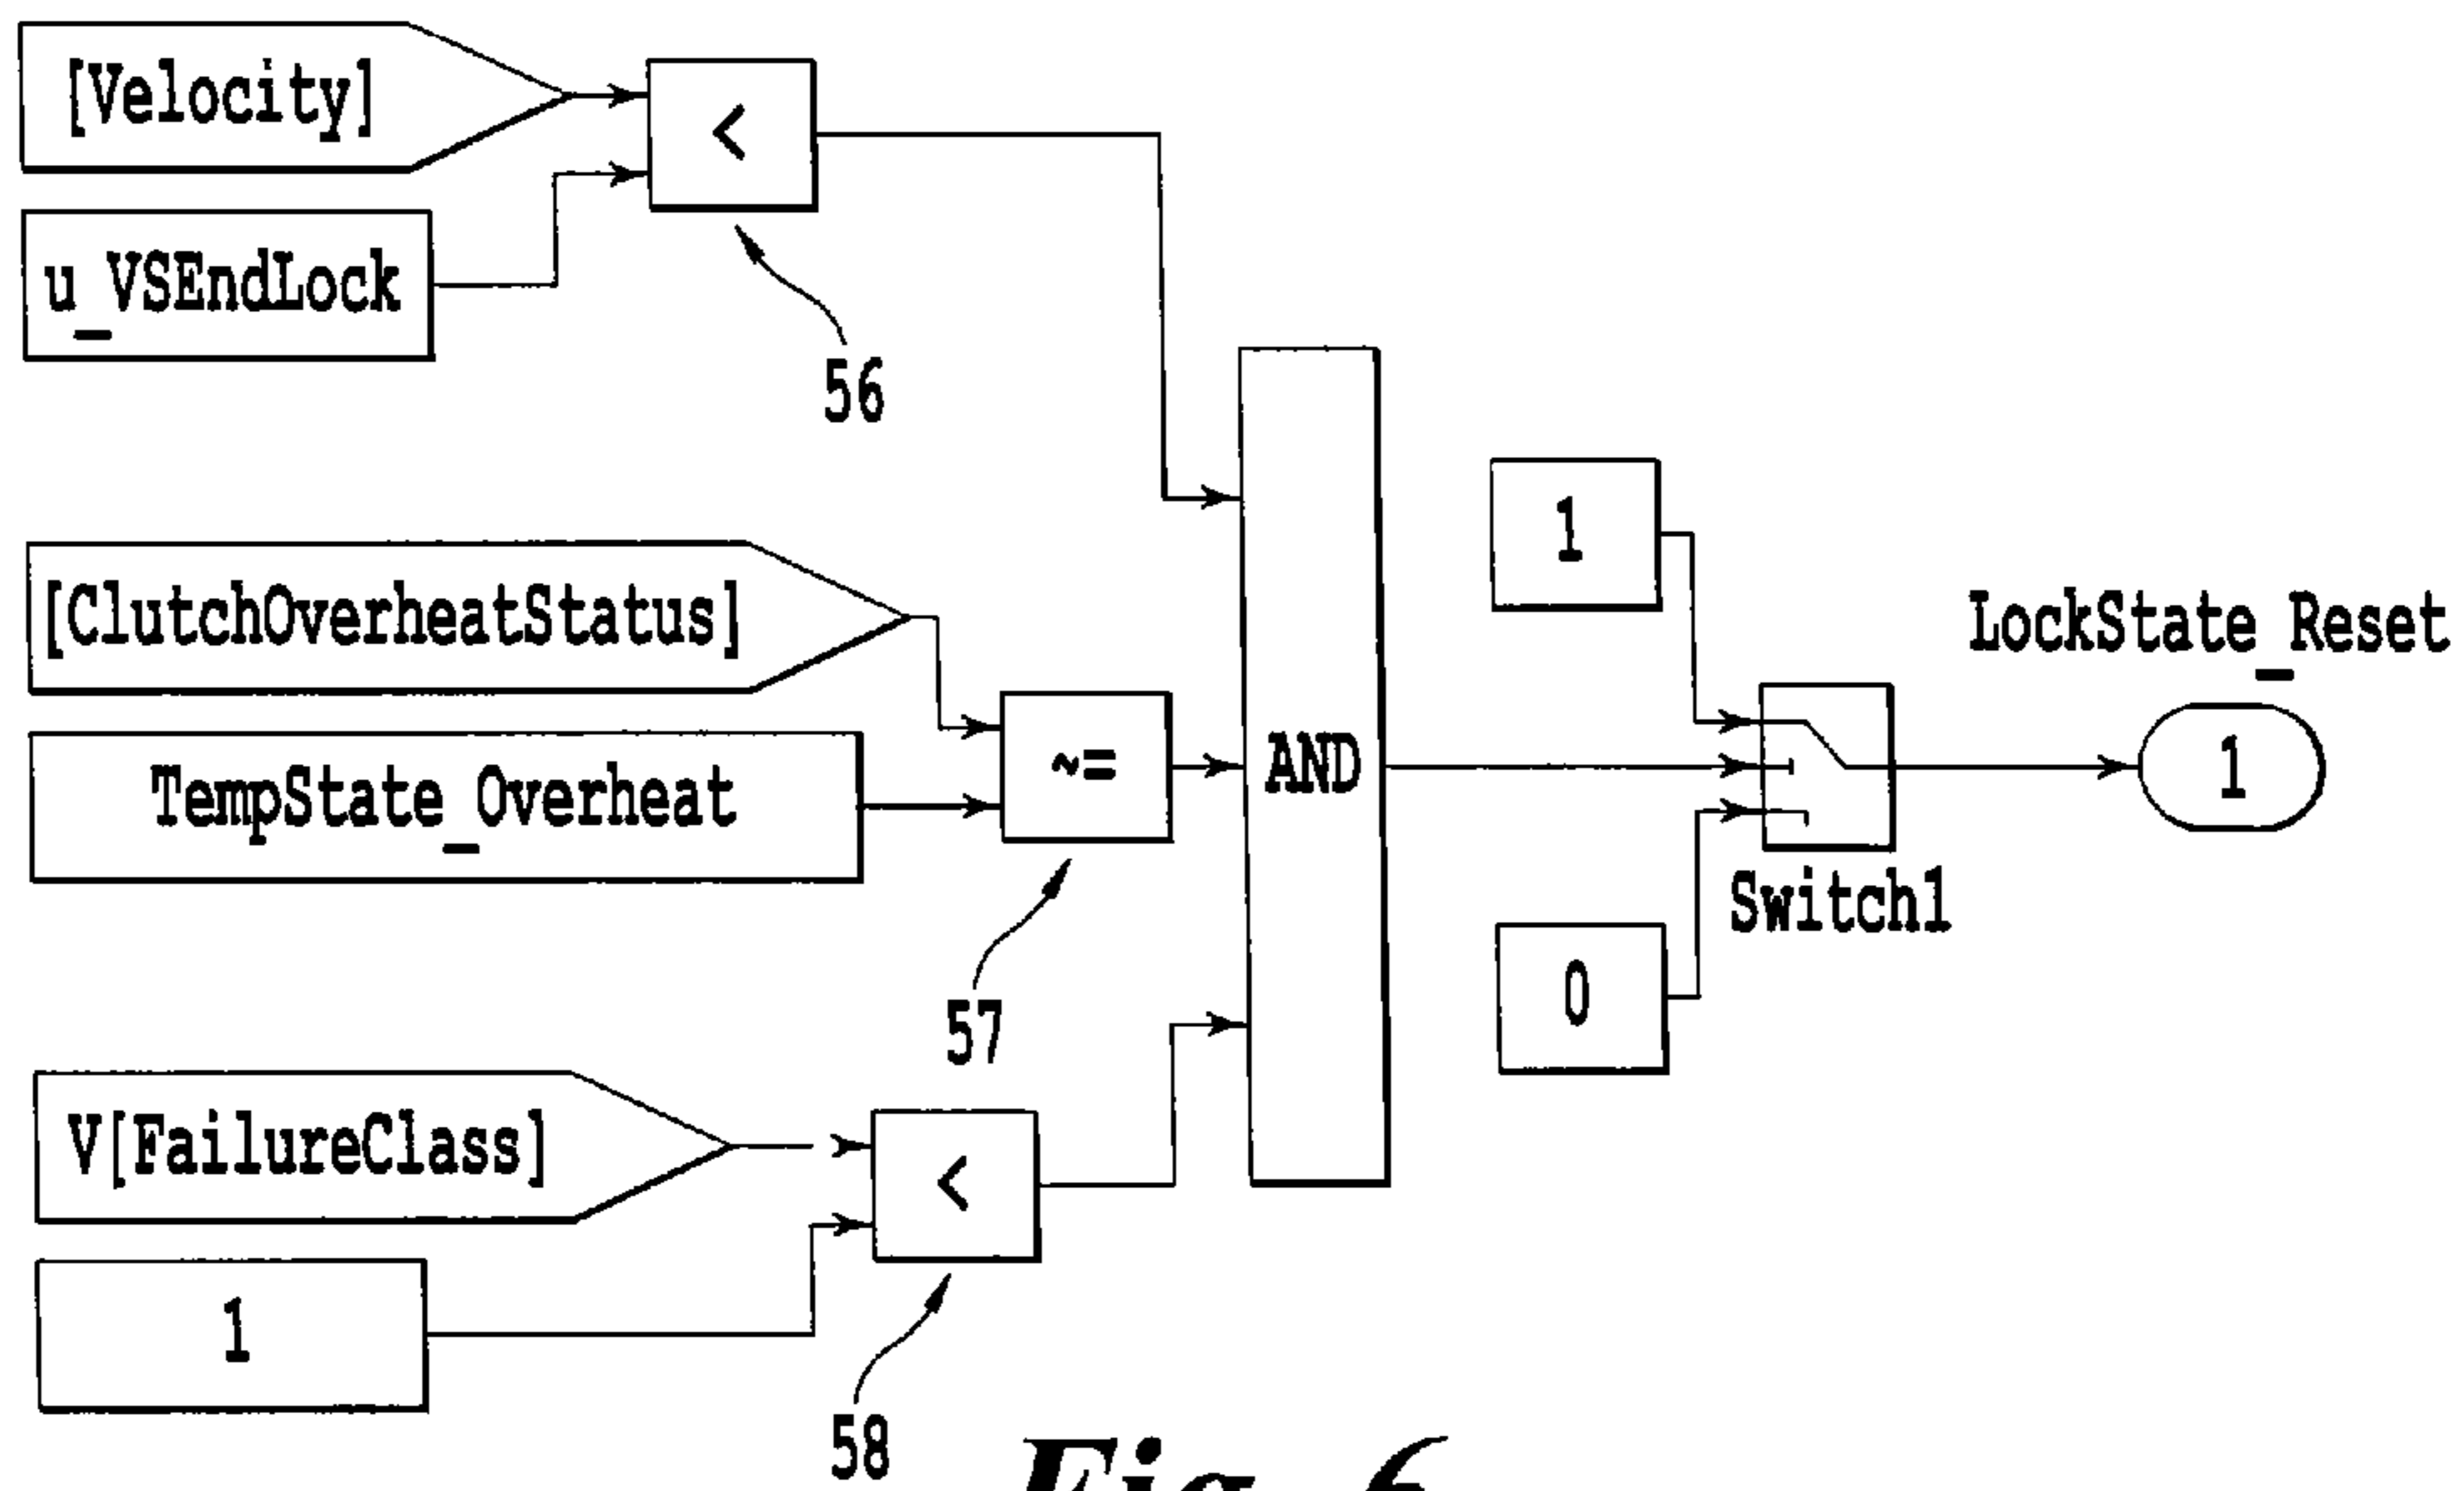 [Velocity]
<
u_VSEndLock
56
1
[ClutchOverheatStatus]
LockState_Reset
~=
AND
1
TempState_Overheat
Switch1
0
57
V[FailureClass]
<
1
58
Fig. 6